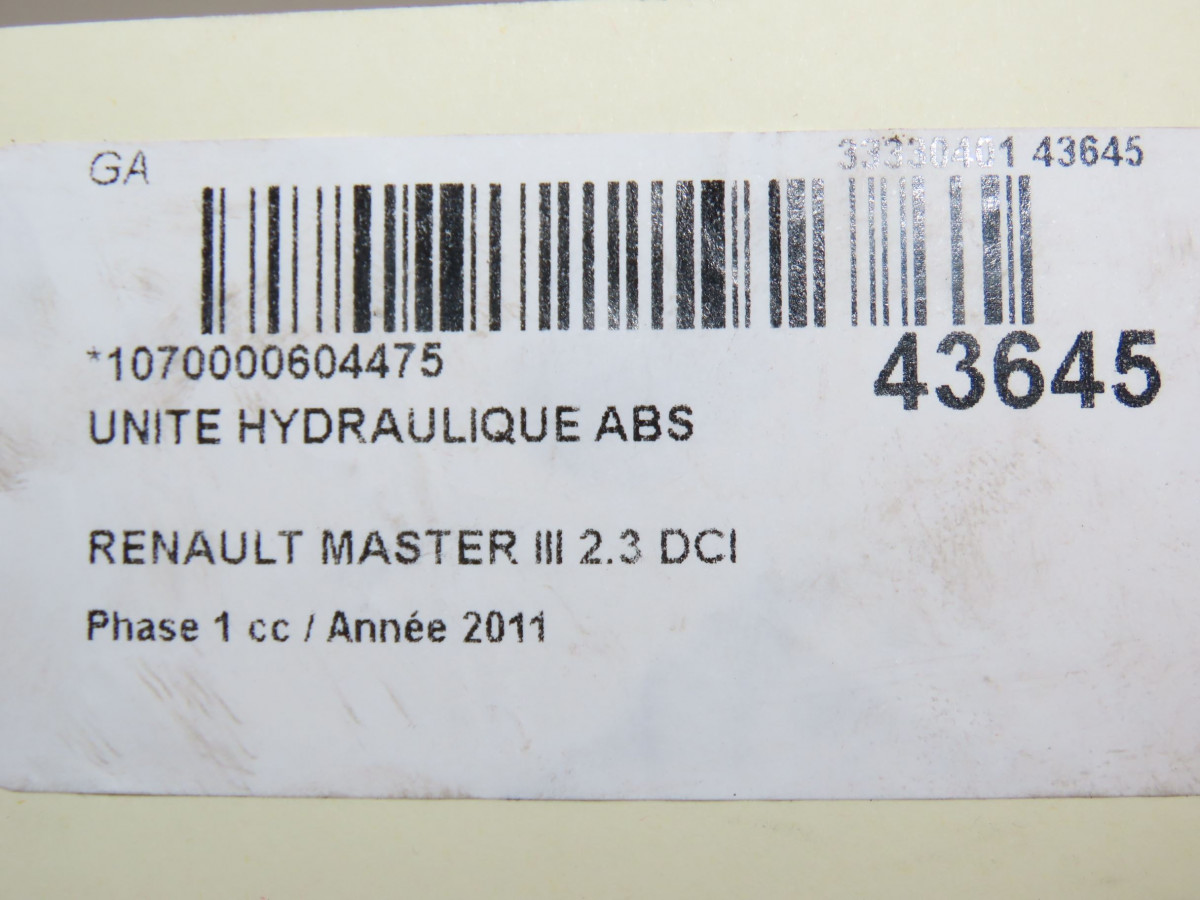 GA
33330401 43645
*1070000604475
43645
UNITE HYDRAULIQUE ABS
RENAULT MASTER III 2.3 DCI
Phase 1 cc / Année 2011